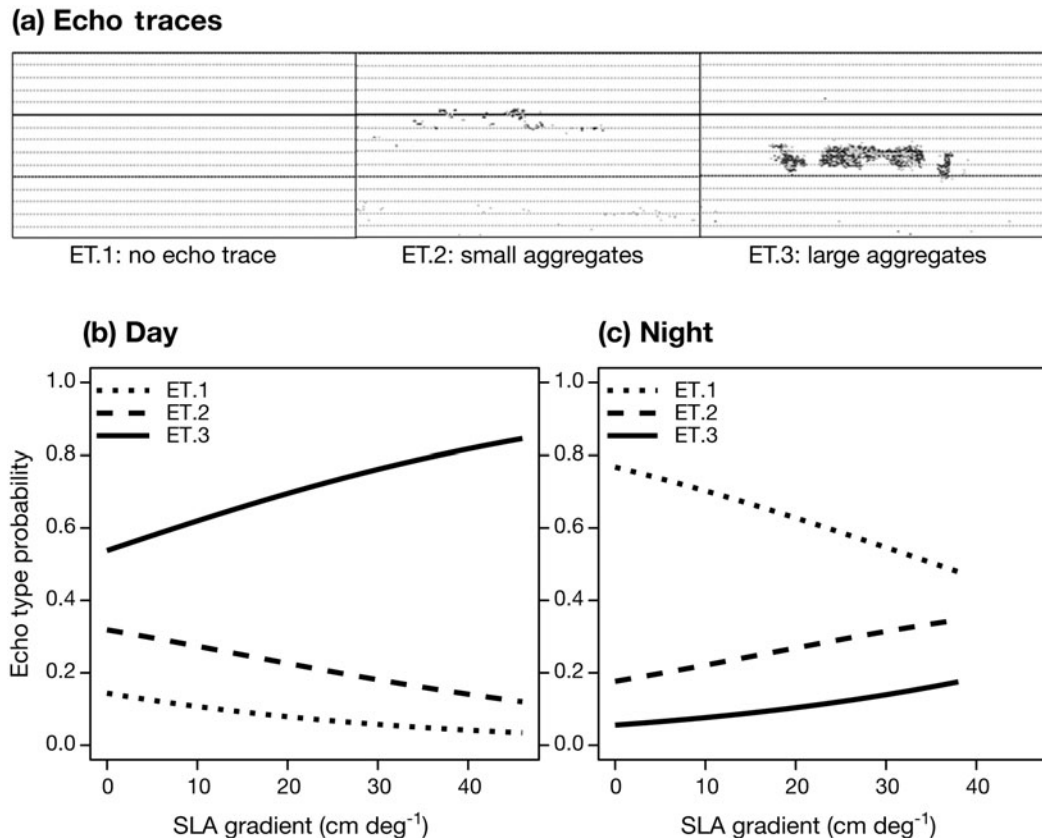 (a) Echo traces
ET.1: no echo trace
ET.2: small aggregates
ET.3: large aggregates
(b) Day
(c) Night
Echo type probability
1.0
0.8
0.6
0.4
0.2
0.0
ET.1
ET.2
ET.3
0 10 20 30 40
SLA gradient (cm deg⁻¹)
1.0
0.8
0.6
0.4
0.2
0.0
ET.1
ET.2
ET.3
0 10 20 30 40
SLA gradient (cm deg⁻¹)